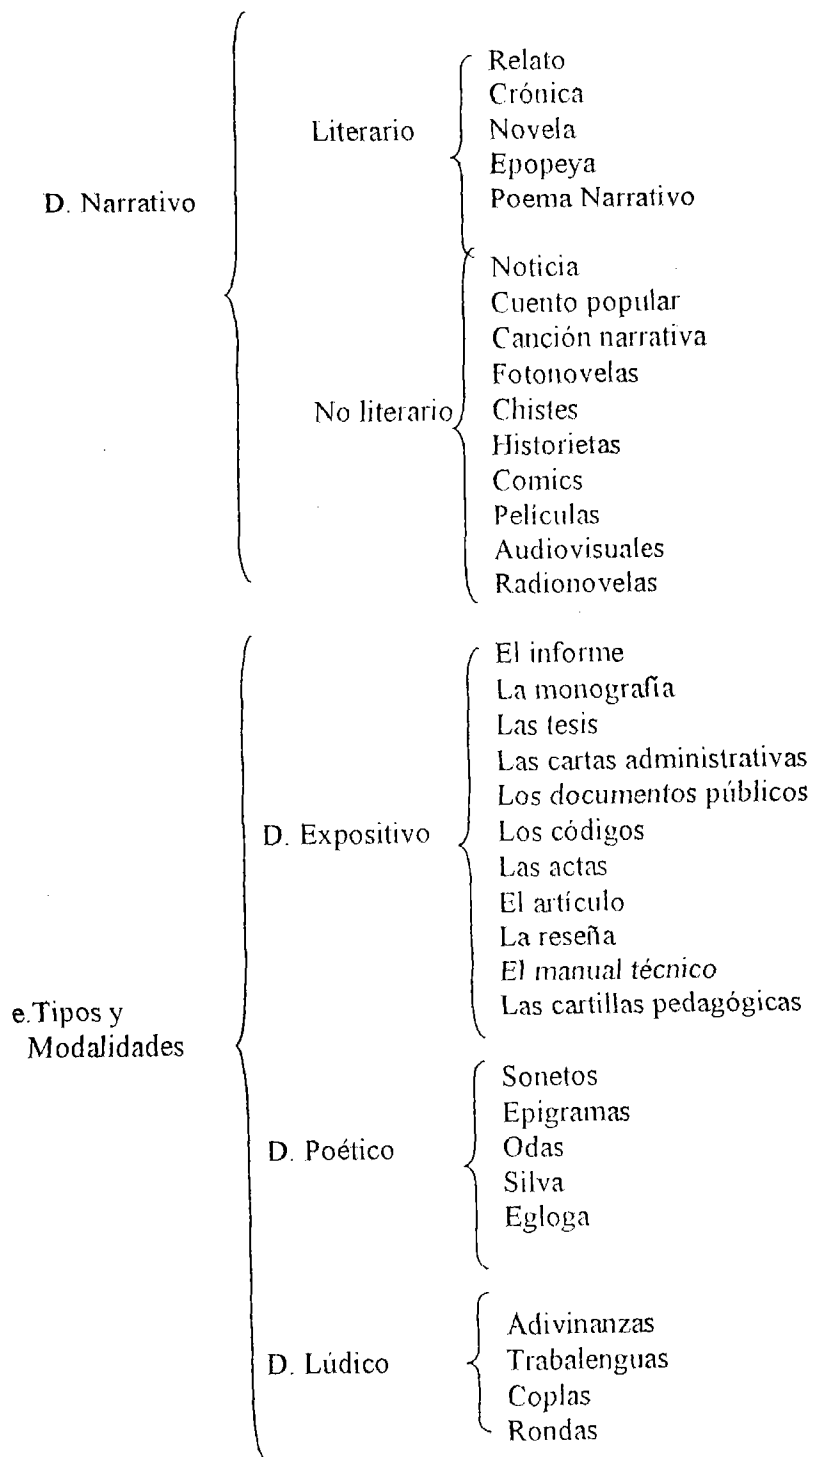 D. Narrativo
Literario
Relato
Crónica
Novela
Epopeya
Poema Narrativo
No literario
Noticia
Cuento popular
Canción narrativa
Fotonovelas
Chistes
Historietas
Comics
Películas
Audiovisuales
Radionovelas
e.Tipos y
Modalidades
D. Expositivo
El informe
La monografía
Las tesis
Las cartas administrativas
Los documentos públicos
Los códigos
Las actas
El artículo
La reseña
El manual técnico
Las cartillas pedagógicas
D. Poético
Sonetos
Epigramas
Odas
Silva
Egloga
D. Lúdico
Adivinanzas
Trabalenguas
Coplas
Rondas